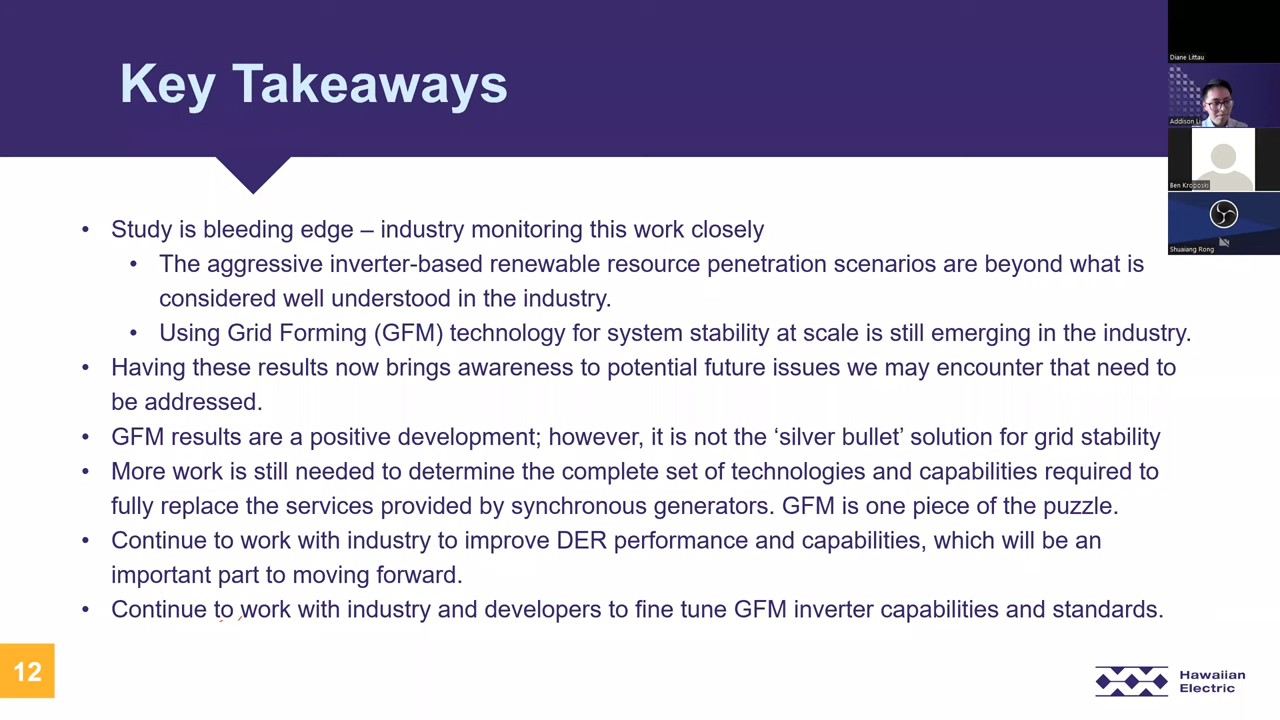 Key Takeaways
Diane Littau
Addison Li
Ben Kroposki
Shuaiang Rong
• Study is bleeding edge – industry monitoring this work closely
• The aggressive inverter-based renewable resource penetration scenarios are beyond what is
considered well understood in the industry.
• Using Grid Forming (GFM) technology for system stability at scale is still emerging in the industry.
• Having these results now brings awareness to potential future issues we may encounter that need to
be addressed.
• GFM results are a positive development; however, it is not the ‘silver bullet’ solution for grid stability
• More work is still needed to determine the complete set of technologies and capabilities required to
fully replace the services provided by synchronous generators. GFM is one piece of the puzzle.
• Continue to work with industry to improve DER performance and capabilities, which will be an
important part to moving forward.
• Continue to work with industry and developers to fine tune GFM inverter capabilities and standards.
12
Hawaiian
Electric